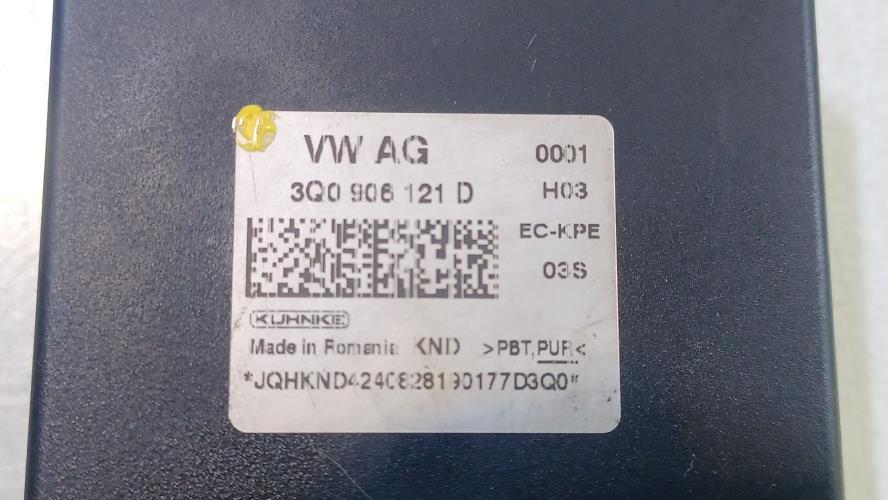 VW AG 0001
3Q0 906 121 D H03
EC-KPE
03S
KUHNKE
Made in Romania KND >PBT,PUR<
*JQHKND4240828190177D3Q0*